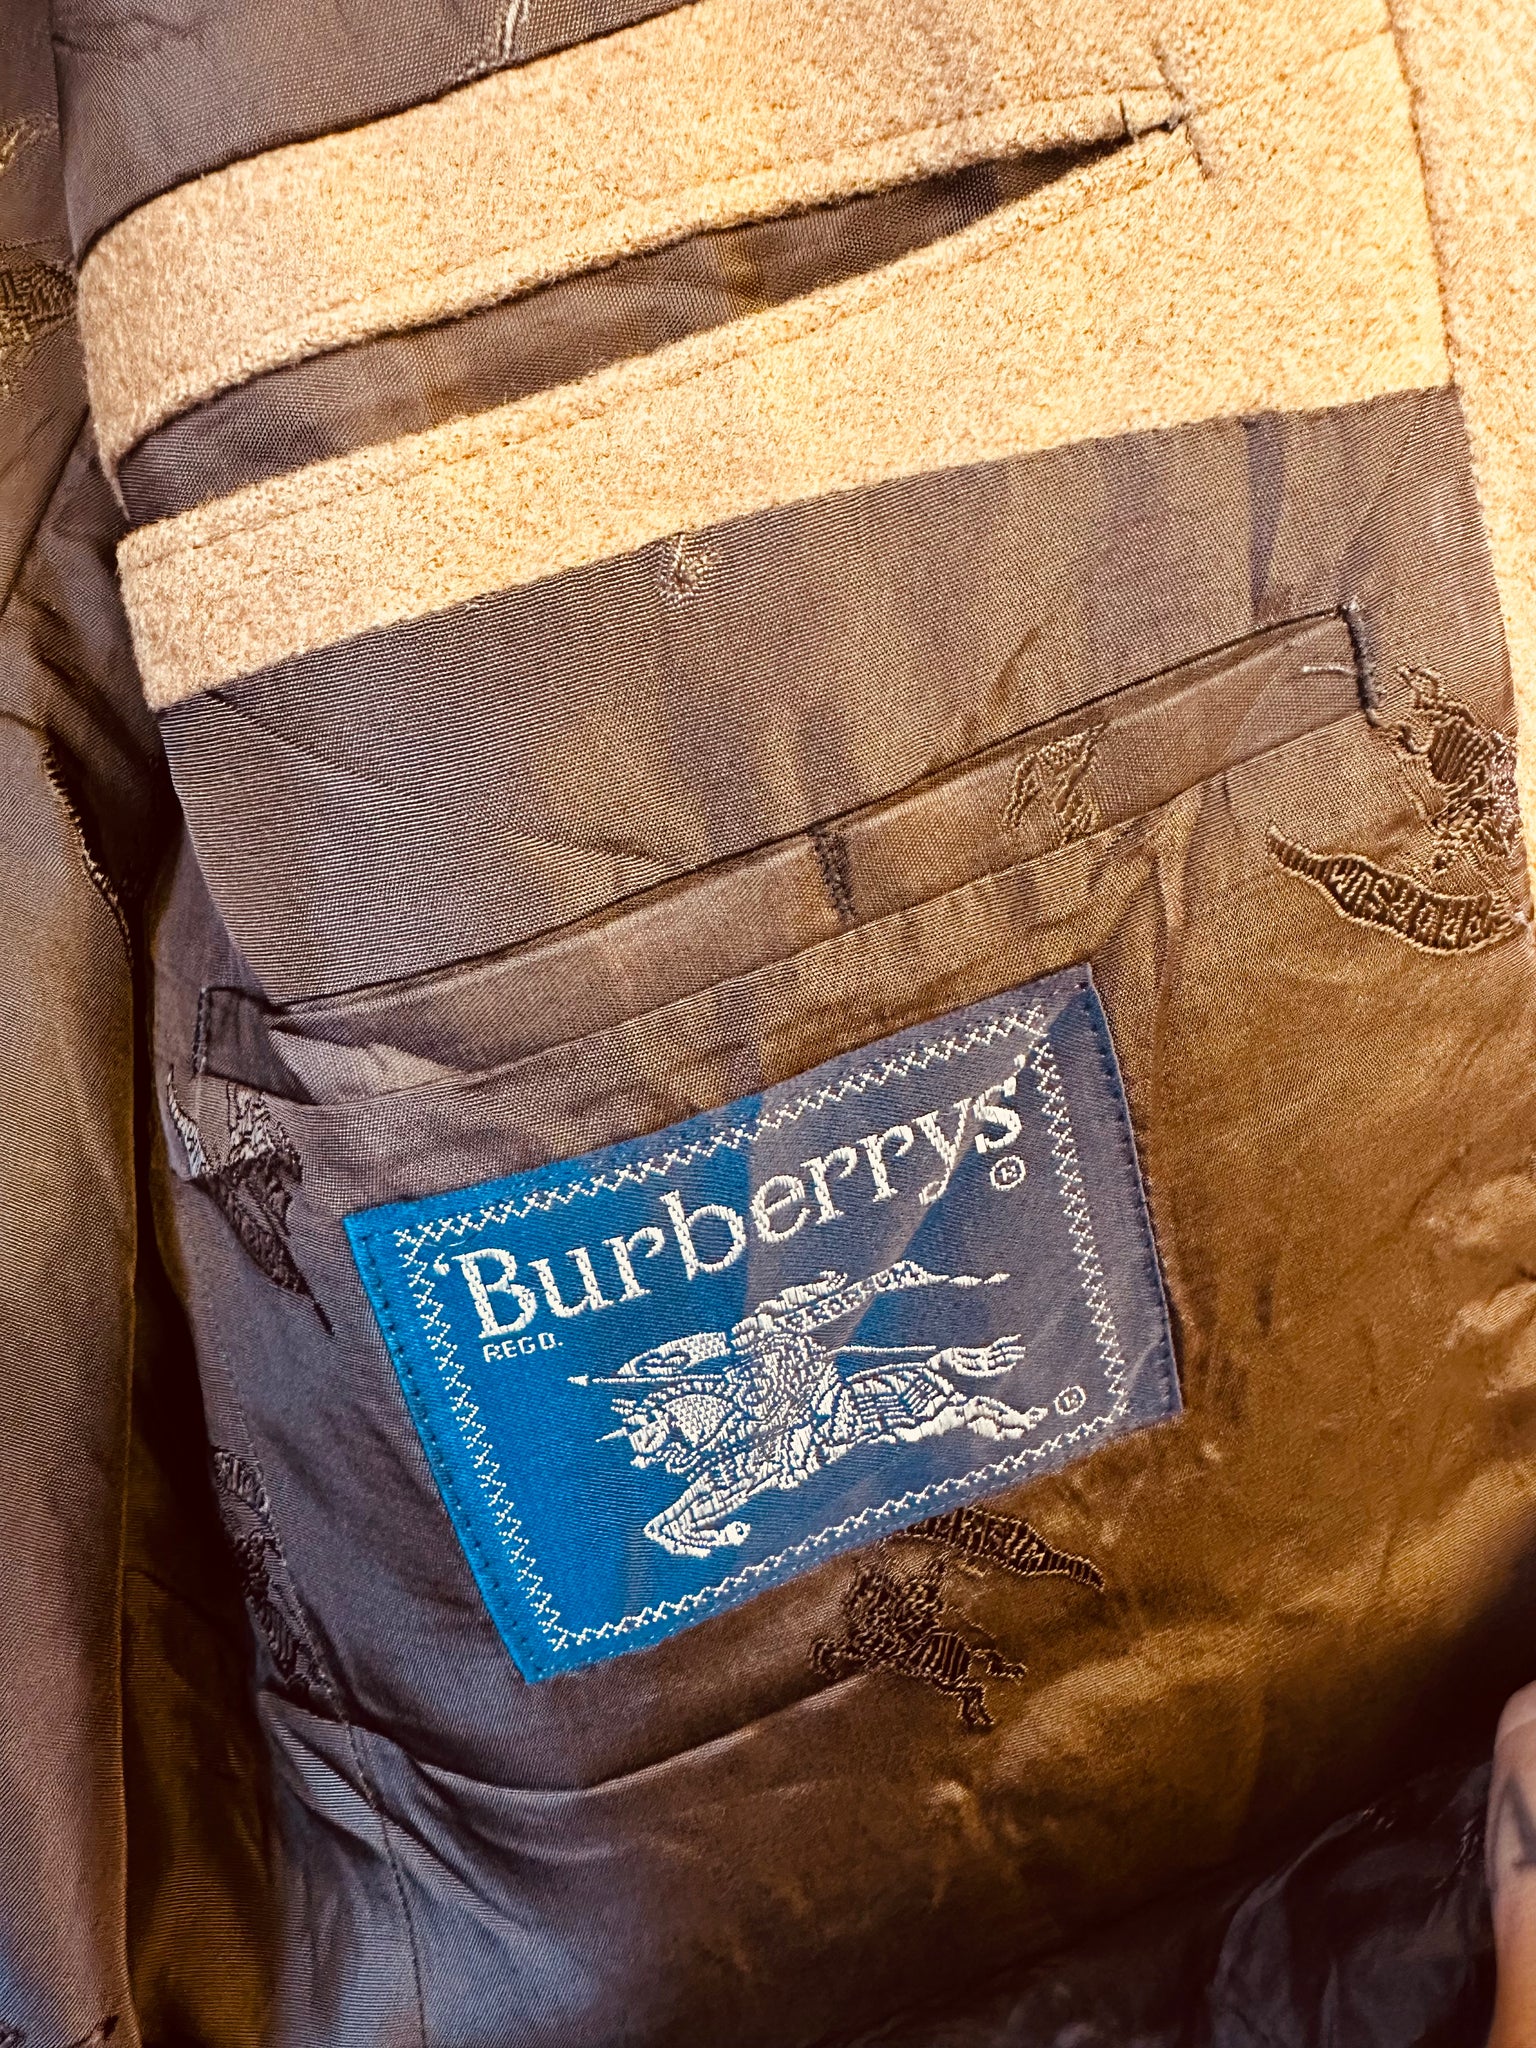 'Burberrys'
REGD. ®
®